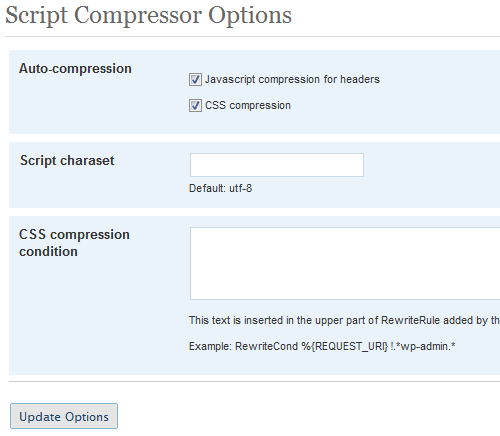 Script Compressor Options
Auto-compression
Javascript compression for headers
CSS compression
Script charaset
Default: utf-8
CSS compression
condition
This text is inserted in the upper part of RewriteRule added by th
Example: RewriteCond %{REQUEST_URI} !.*wp-admin.*
Update Options